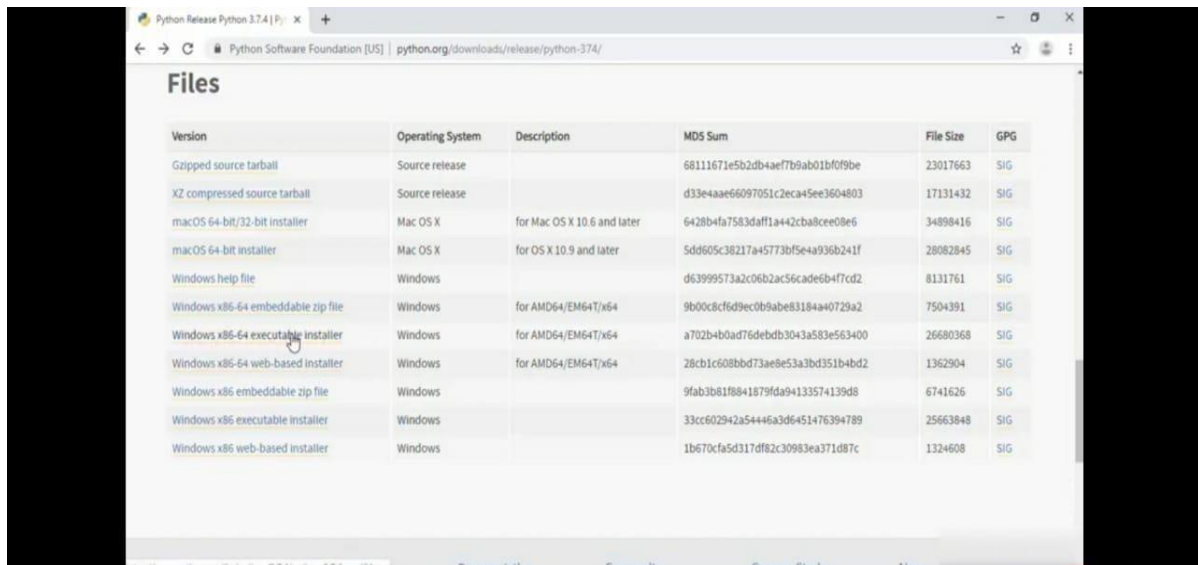 Python Release Python 3.7.4 | Py
Python Software Foundation [US] | python.org/downloads/release/python-374/
Files
Version Operating System Description MD5 Sum File Size GPG
Gzipped source tarball Source release 68111671e5b2db4aef7b9ab01bf0f9be 23017663 SIG
XZ compressed source tarball Source release d33e4aae66097051c2eca45ee3604803 17131432 SIG
macOS 64-bit/32-bit installer Mac OS X for Mac OS X 10.6 and later 6428b4fa7583daff1a442cba8cee08e6 34898416 SIG
macOS 64-bit installer Mac OS X for OS X 10.9 and later 5dd605c38217a45773bf5e4a936b241f 28082845 SIG
Windows help file Windows d63999573a2c06b2ac56cade6b4f7cd2 8131761 SIG
Windows x86-64 embeddable zip file Windows for AMD64/EM64T/x64 9b00c8cf6d9ec0b9abe83184a40729a2 7504391 SIG
Windows x86-64 executable installer Windows for AMD64/EM64T/x64 a702b4b0ad76debdb3043a583e563400 26680368 SIG
Windows x86-64 web-based installer Windows for AMD64/EM64T/x64 28cb1c608bbd73ae8e53a3bd351b4bd2 1362904 SIG
Windows x86 embeddable zip file Windows 9fab3b81f8841879fda94133574139d8 6741626 SIG
Windows x86 executable installer Windows 33cc602942a54446a3d6451476394789 25663848 SIG
Windows x86 web-based installer Windows 1b670cfa5d317df82c30983ea371d87c 1324608 SIG